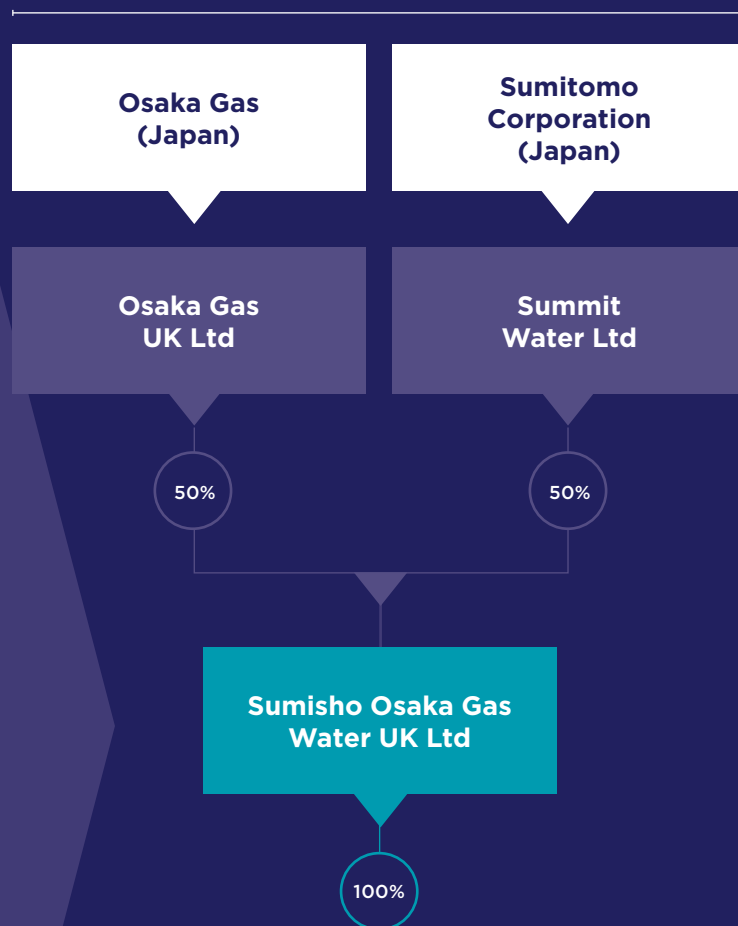 Osaka Gas
(Japan)
Sumitomo
Corporation
(Japan)
Osaka Gas
UK Ltd
Summit
Water Ltd
50%
50%
Sumisho Osaka Gas
Water UK Ltd
100%